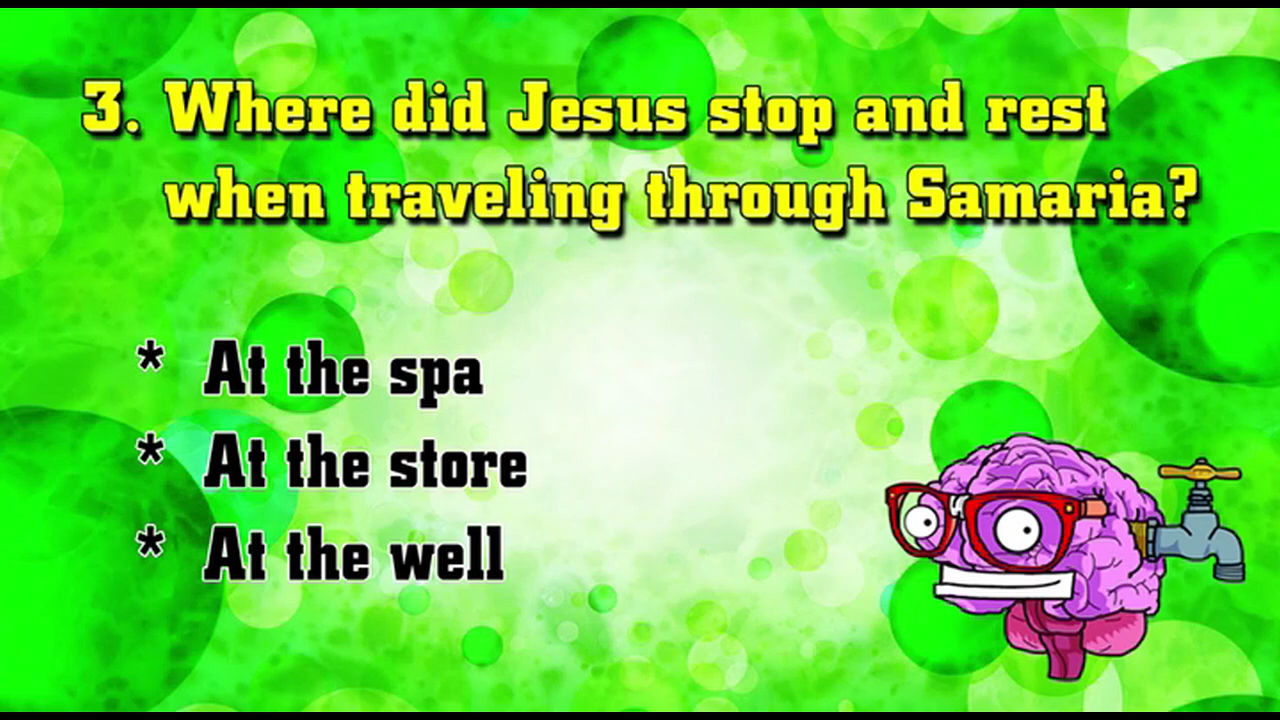 3. Where did Jesus stop and rest
when traveling through Samaria?
* At the spa
* At the store
* At the well